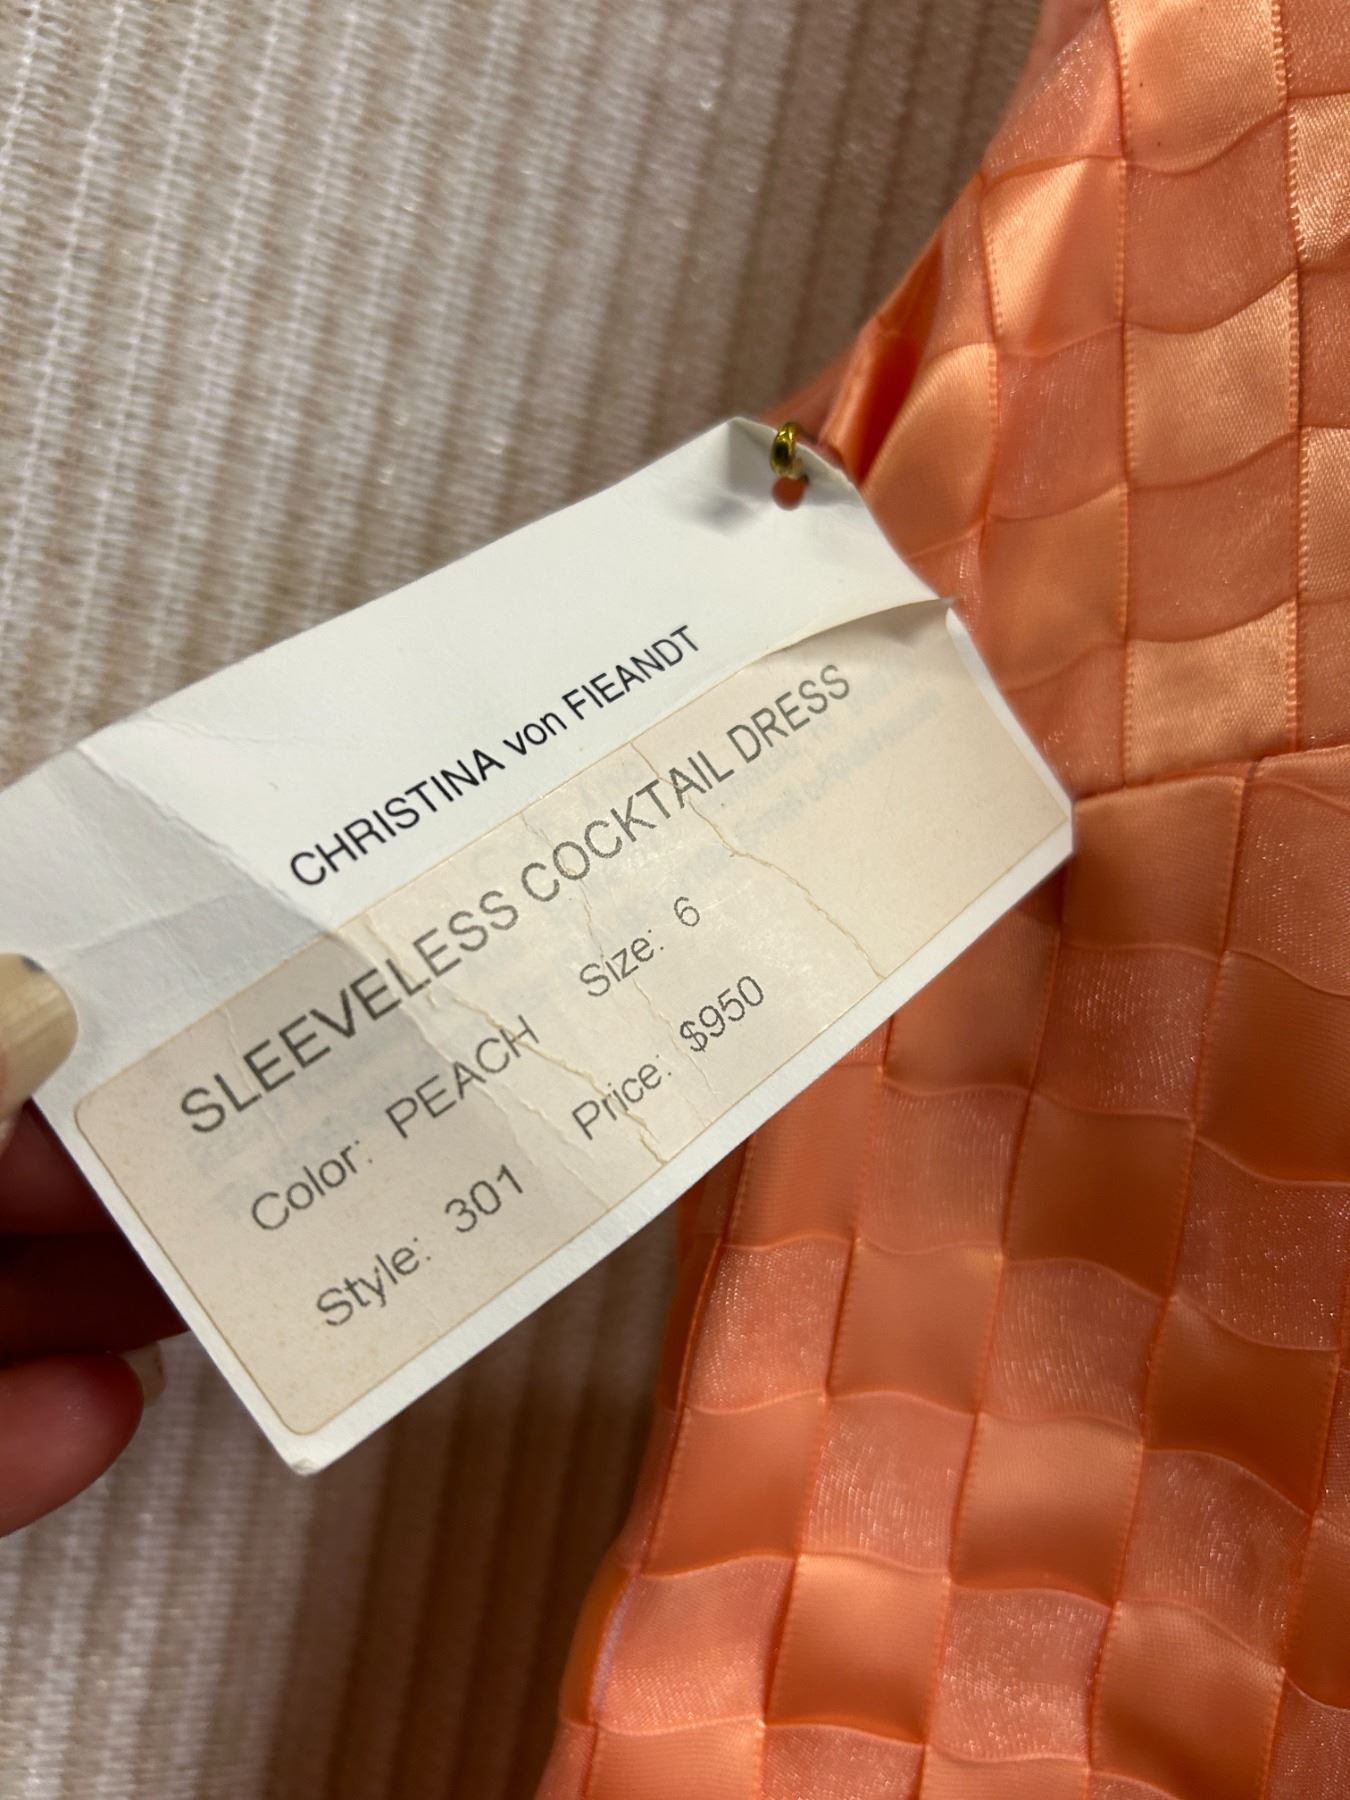 CHRISTINA von FIEANDT
SLEEVELESS COCKTAIL DRESS
Color: PEACH Size: 6
Style: 301 Price: $950